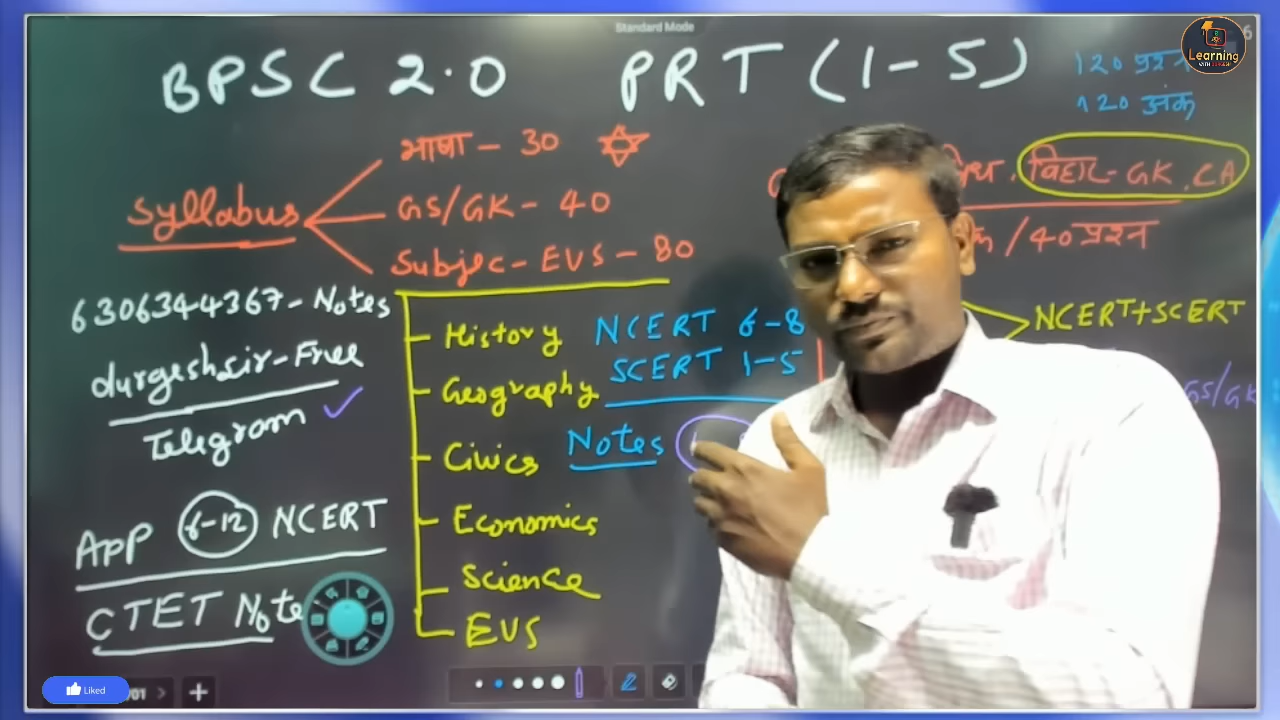 Standard Mode
BPSC 2.0 PRT (1-5)
120 प्रश्न
120 अंक
Learning
Syllabus
भाषा - 30
GS/GK - 40
Subjec - EVS - 80
बिहार - GK, CA
/40 प्रश्न
6306344367 - Notes
durgeshsir - Free
Telegram
App 6-12 NCERT
CTET Note
History
Geography
Civics
Economics
Science
EVS
NCERT 6-8
SCERT 1-5
Notes
NCERT+SCERT
GS/GK
Liked